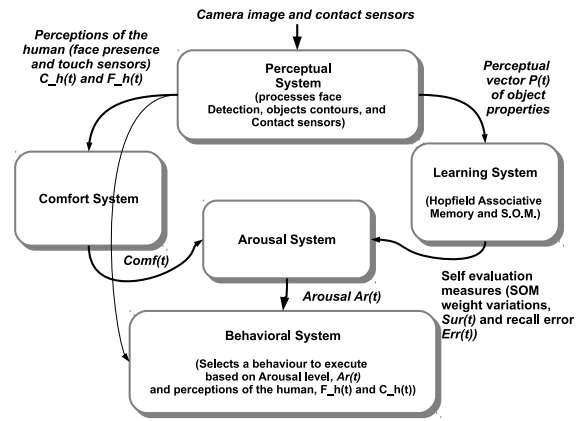 Camera image and contact sensors
Perceptions of the
human (face presence
and touch sensors)
C_h(t) and F_h(t)
Perceptual
System
(processes face
Detection, objects contours, and
Contact sensors)
Perceptual
vector P(t)
of object
properties
Comfort System
Learning System
(Hopfield Associative
Memory and S.O.M.)
Arousal System
Comf(t)
Self evaluation
measures (SOM
weight variations,
Sur(t) and recall error
Err(t))
Arousal Ar(t)
Behavioral System
(Selects a behaviour to execute
based on Arousal level, Ar(t)
and perceptions of the human, F_h(t) and C_h(t))